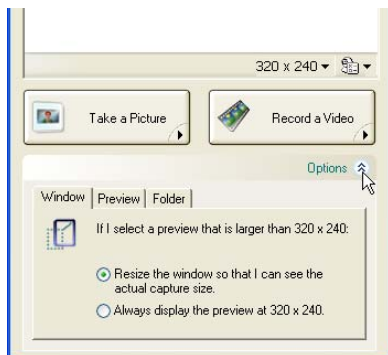 320 x 240
Take a Picture
Record a Video
Options
Window
Preview
Folder
If I select a preview that is larger than 320 x 240:
Resize the window so that I can see the
actual capture size.
Always display the preview at 320 x 240.